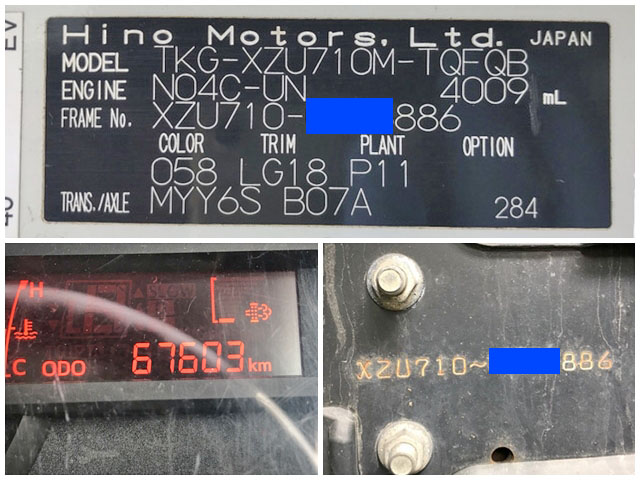 Hino Motors, Ltd. JAPAN
MODEL TKG-XZU710M-TQFQB
ENGINE N04C-UN 4009 mL
FRAME No. XZU710- 886
COLOR TRIM PLANT OPTION
058 LG18 P11
TRANS./AXLE MYY6S B07A 284
EV
H
C ODO 67603 km
XZU710~ 886